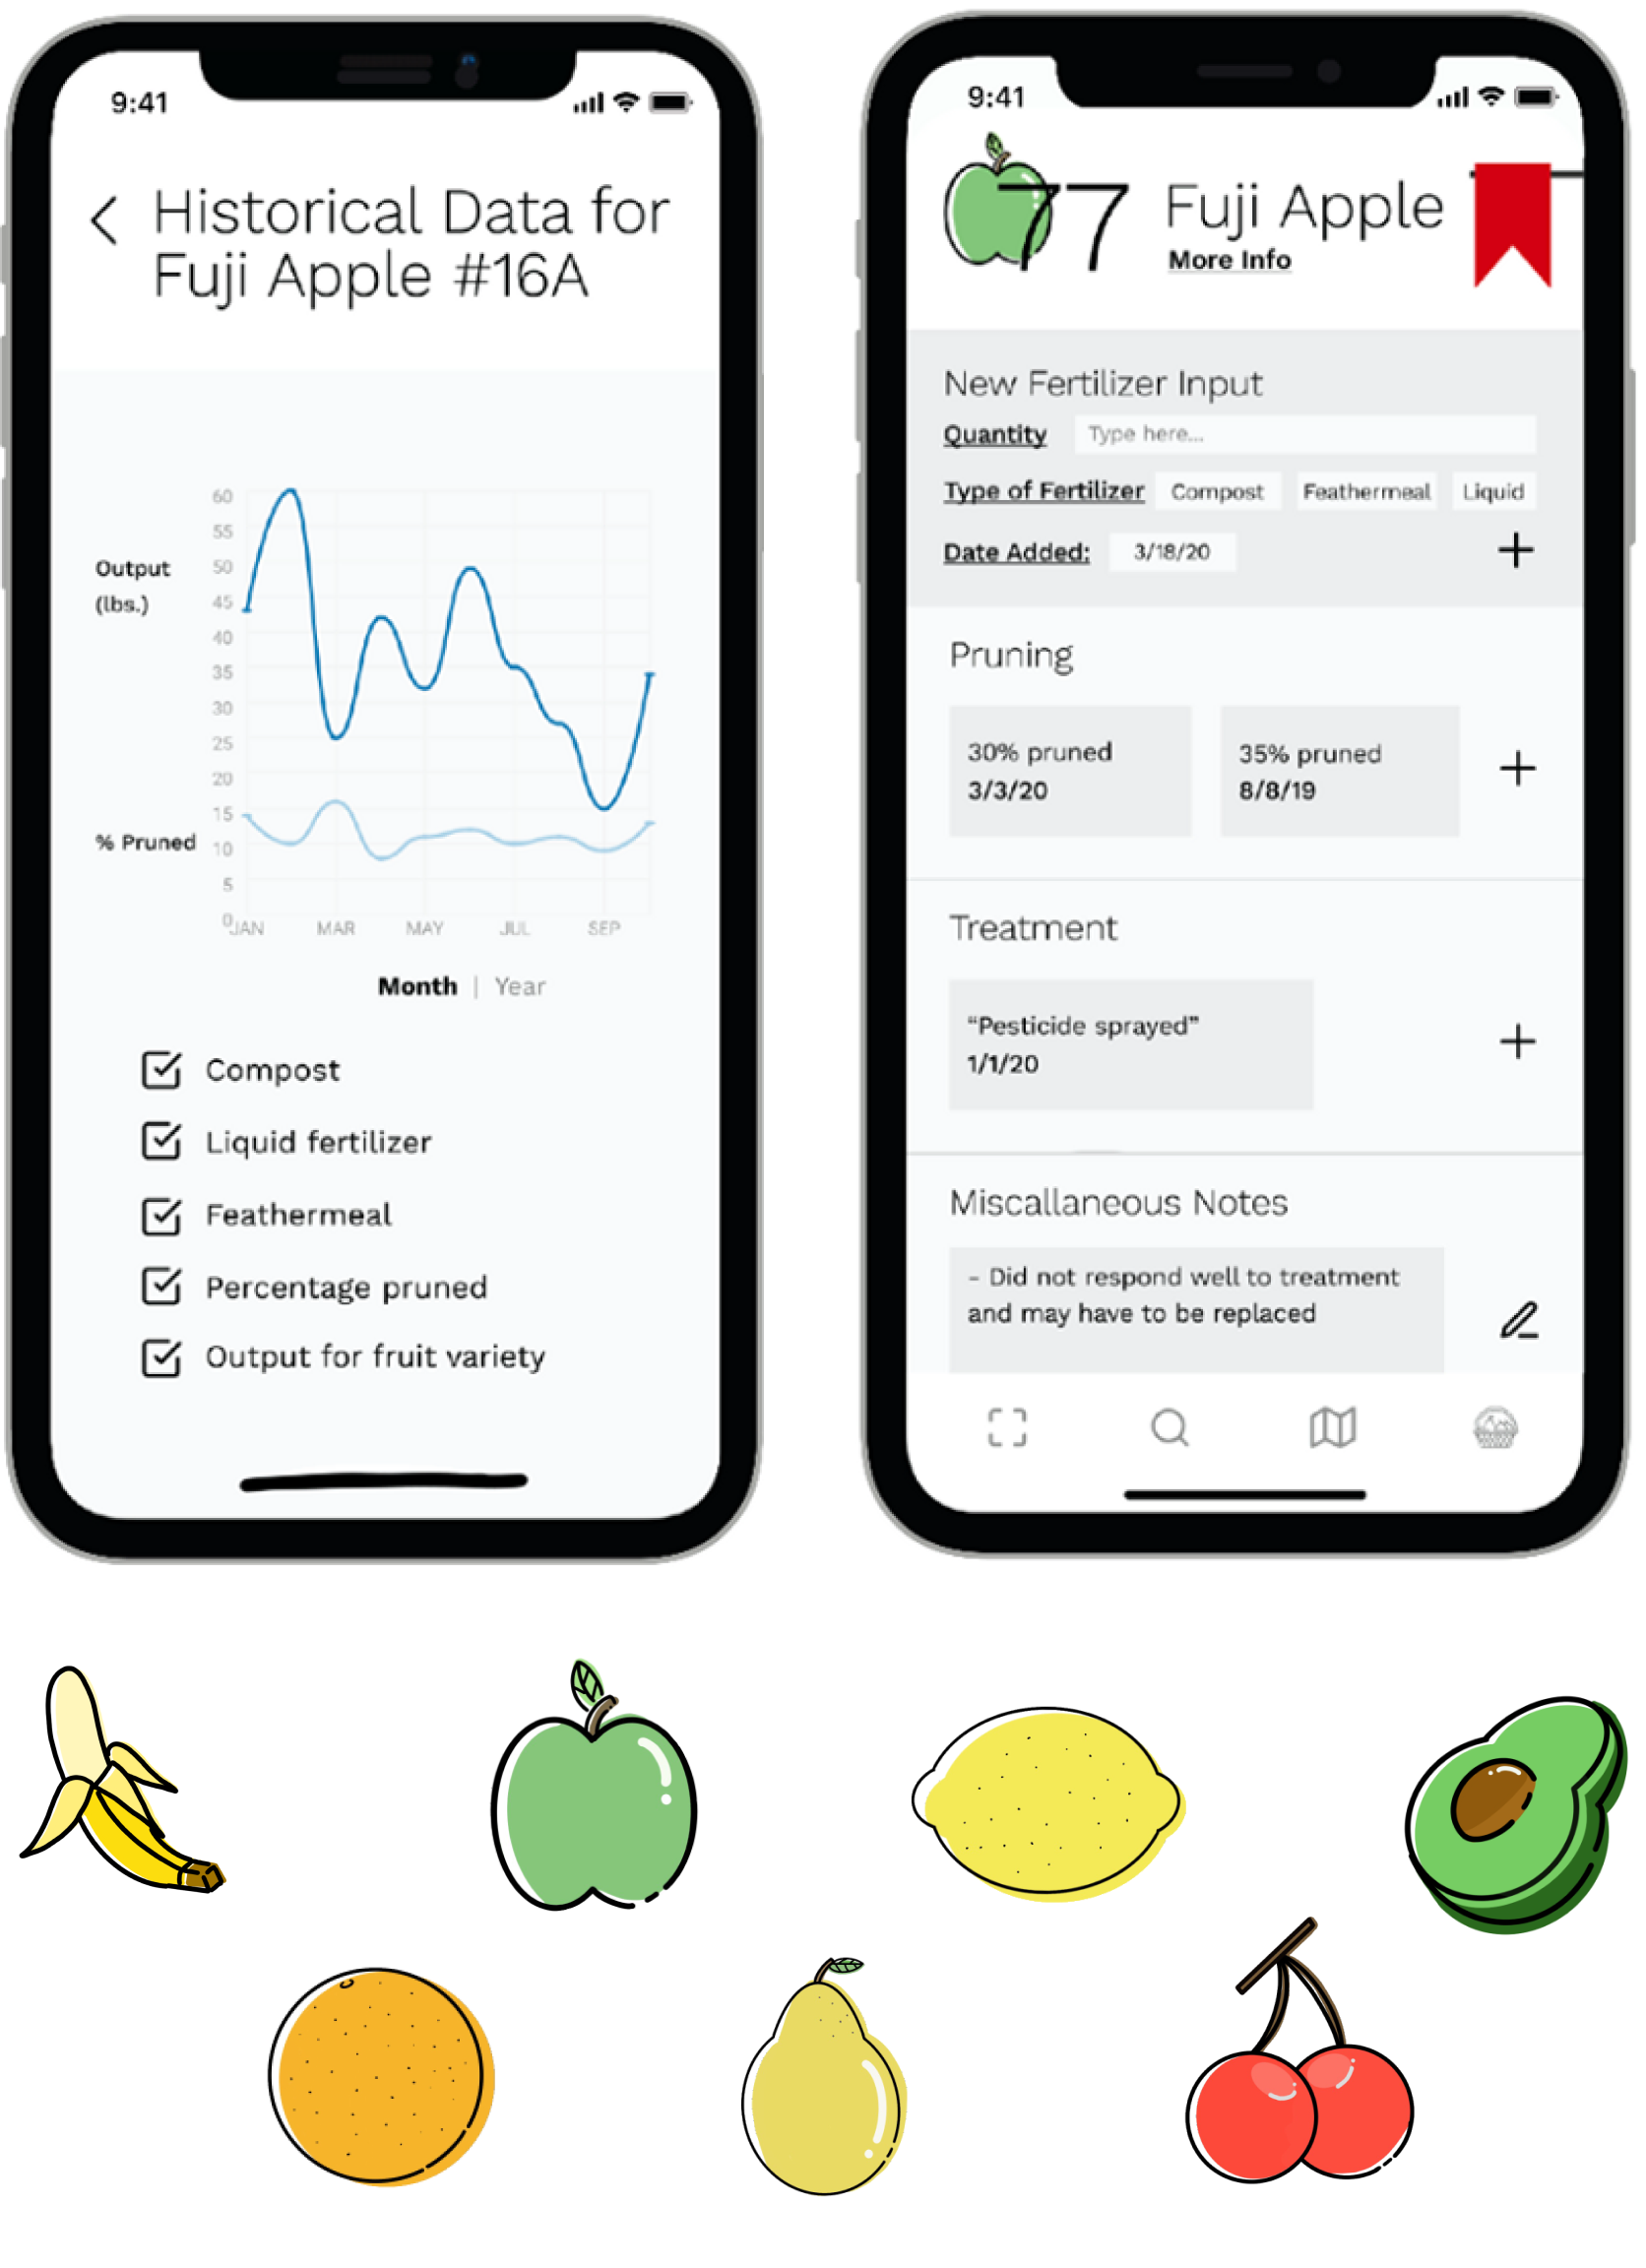 9:41
Historical Data for
Fuji Apple #16A
60
55
Output
50
(lbs.)
45
40
35
30
25
20
15
% Pruned
10
5
0
JAN MAR MAY JUL SEP
Month | Year
Compost
Liquid fertilizer
Feathermeal
Percentage pruned
Output for fruit variety
9:41
77 Fuji Apple
More Info
New Fertilizer Input
Quantity Type here...
Type of Fertilizer Compost Feathermeal Liquid
Date Added: 3/18/20
Pruning
30% pruned
3/3/20
35% pruned
8/8/19
Treatment
“Pesticide sprayed”
1/1/20
Miscallaneous Notes
- Did not respond well to treatment
and may have to be replaced